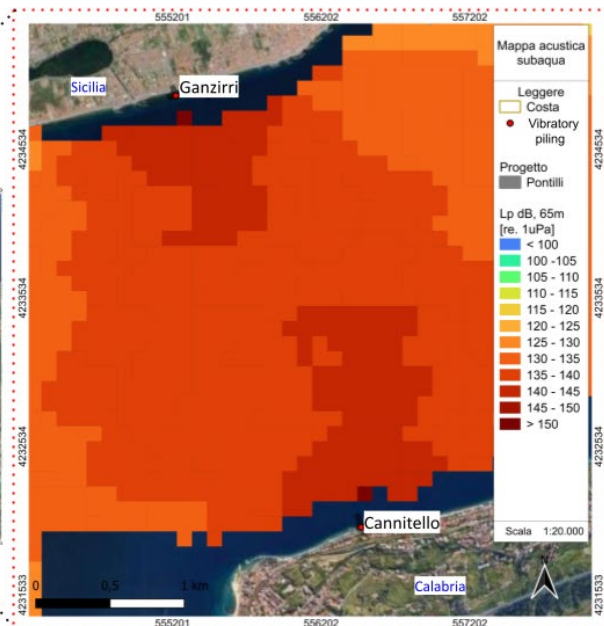 555201 556202 557202
4234534
4233534
4232534
4231533
Sicilia
Ganzirri
Cannitello
Calabria
0 0,5 1 km
555201 556202 557202
Mappa acustica
subaqua
Leggere
Costa
Vibratory
piling
Progetto
Pontilli
Lp dB, 65m
[re. 1uPa]
< 100
100 -105
105 - 110
110 - 115
115 - 120
120 - 125
125 - 130
130 - 135
135 - 140
140 - 145
145 - 150
> 150
Scala 1:20.000
N
4234534
4233534
4232534
4231533